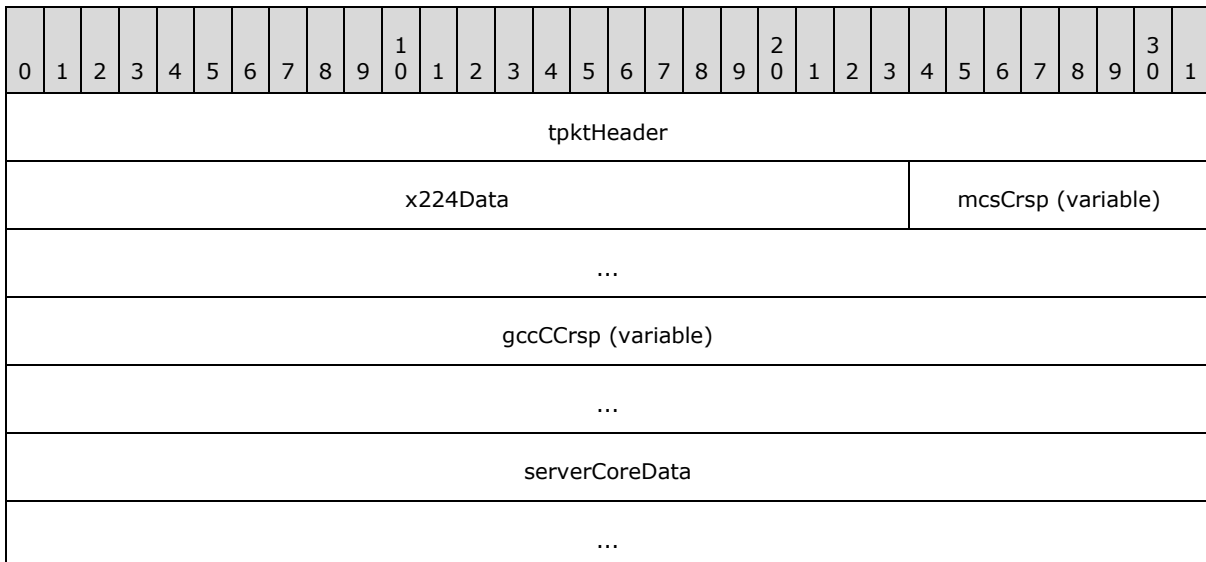 0 1 2 3 4 5 6 7 8 9 1 0 1 2 3 4 5 6 7 8 9 2 0 1 2 3 4 5 6 7 8 9 3 0 1
tpktHeader
x224Data mcsCrsp (variable)
...
gccCCrsp (variable)
...
serverCoreData
...